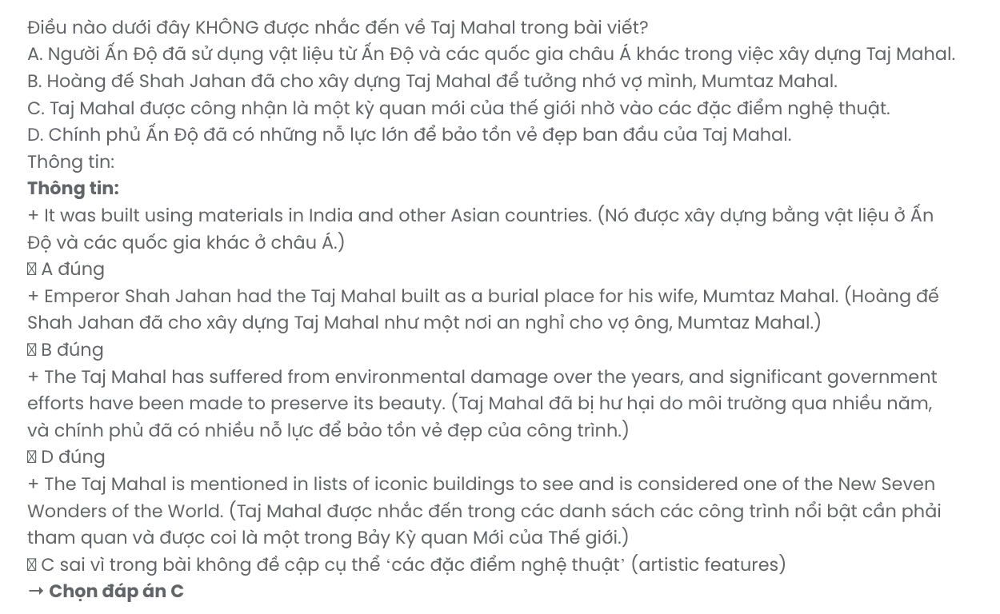 Điều nào dưới đây KHÔNG được nhắc đến về Taj Mahal trong bài viết?
A. Người Ấn Độ đã sử dụng vật liệu từ Ấn Độ và các quốc gia châu Á khác trong việc xây dựng Taj Mahal.
B. Hoàng đế Shah Jahan đã cho xây dựng Taj Mahal để tưởng nhớ vợ mình, Mumtaz Mahal.
C. Taj Mahal được công nhận là một kỳ quan mới của thế giới nhờ vào các đặc điểm nghệ thuật.
D. Chính phủ Ấn Độ đã có những nỗ lực lớn để bảo tồn vẻ đẹp ban đầu của Taj Mahal.
Thông tin:
Thông tin:
+ It was built using materials in India and other Asian countries. (Nó được xây dựng bằng vật liệu ở Ấn
Độ và các quốc gia khác ở châu Á.)
A đúng
+ Emperor Shah Jahan had the Taj Mahal built as a burial place for his wife, Mumtaz Mahal. (Hoàng đế
Shah Jahan đã cho xây dựng Taj Mahal như một nơi an nghỉ cho vợ ông, Mumtaz Mahal.)
B đúng
+ The Taj Mahal has suffered from environmental damage over the years, and significant government
efforts have been made to preserve its beauty. (Taj Mahal đã bị hư hại do môi trường qua nhiều năm,
và chính phủ đã có nhiều nỗ lực để bảo tồn vẻ đẹp của công trình.)
D đúng
+ The Taj Mahal is mentioned in lists of iconic buildings to see and is considered one of the New Seven
Wonders of the World. (Taj Mahal được nhắc đến trong các danh sách các công trình nổi bật cần phải
tham quan và được coi là một trong Bảy Kỳ quan Mới của Thế giới.)
C sai vì trong bài không đề cập cụ thể ‘các đặc điểm nghệ thuật’ (artistic features)
→ Chọn đáp án C